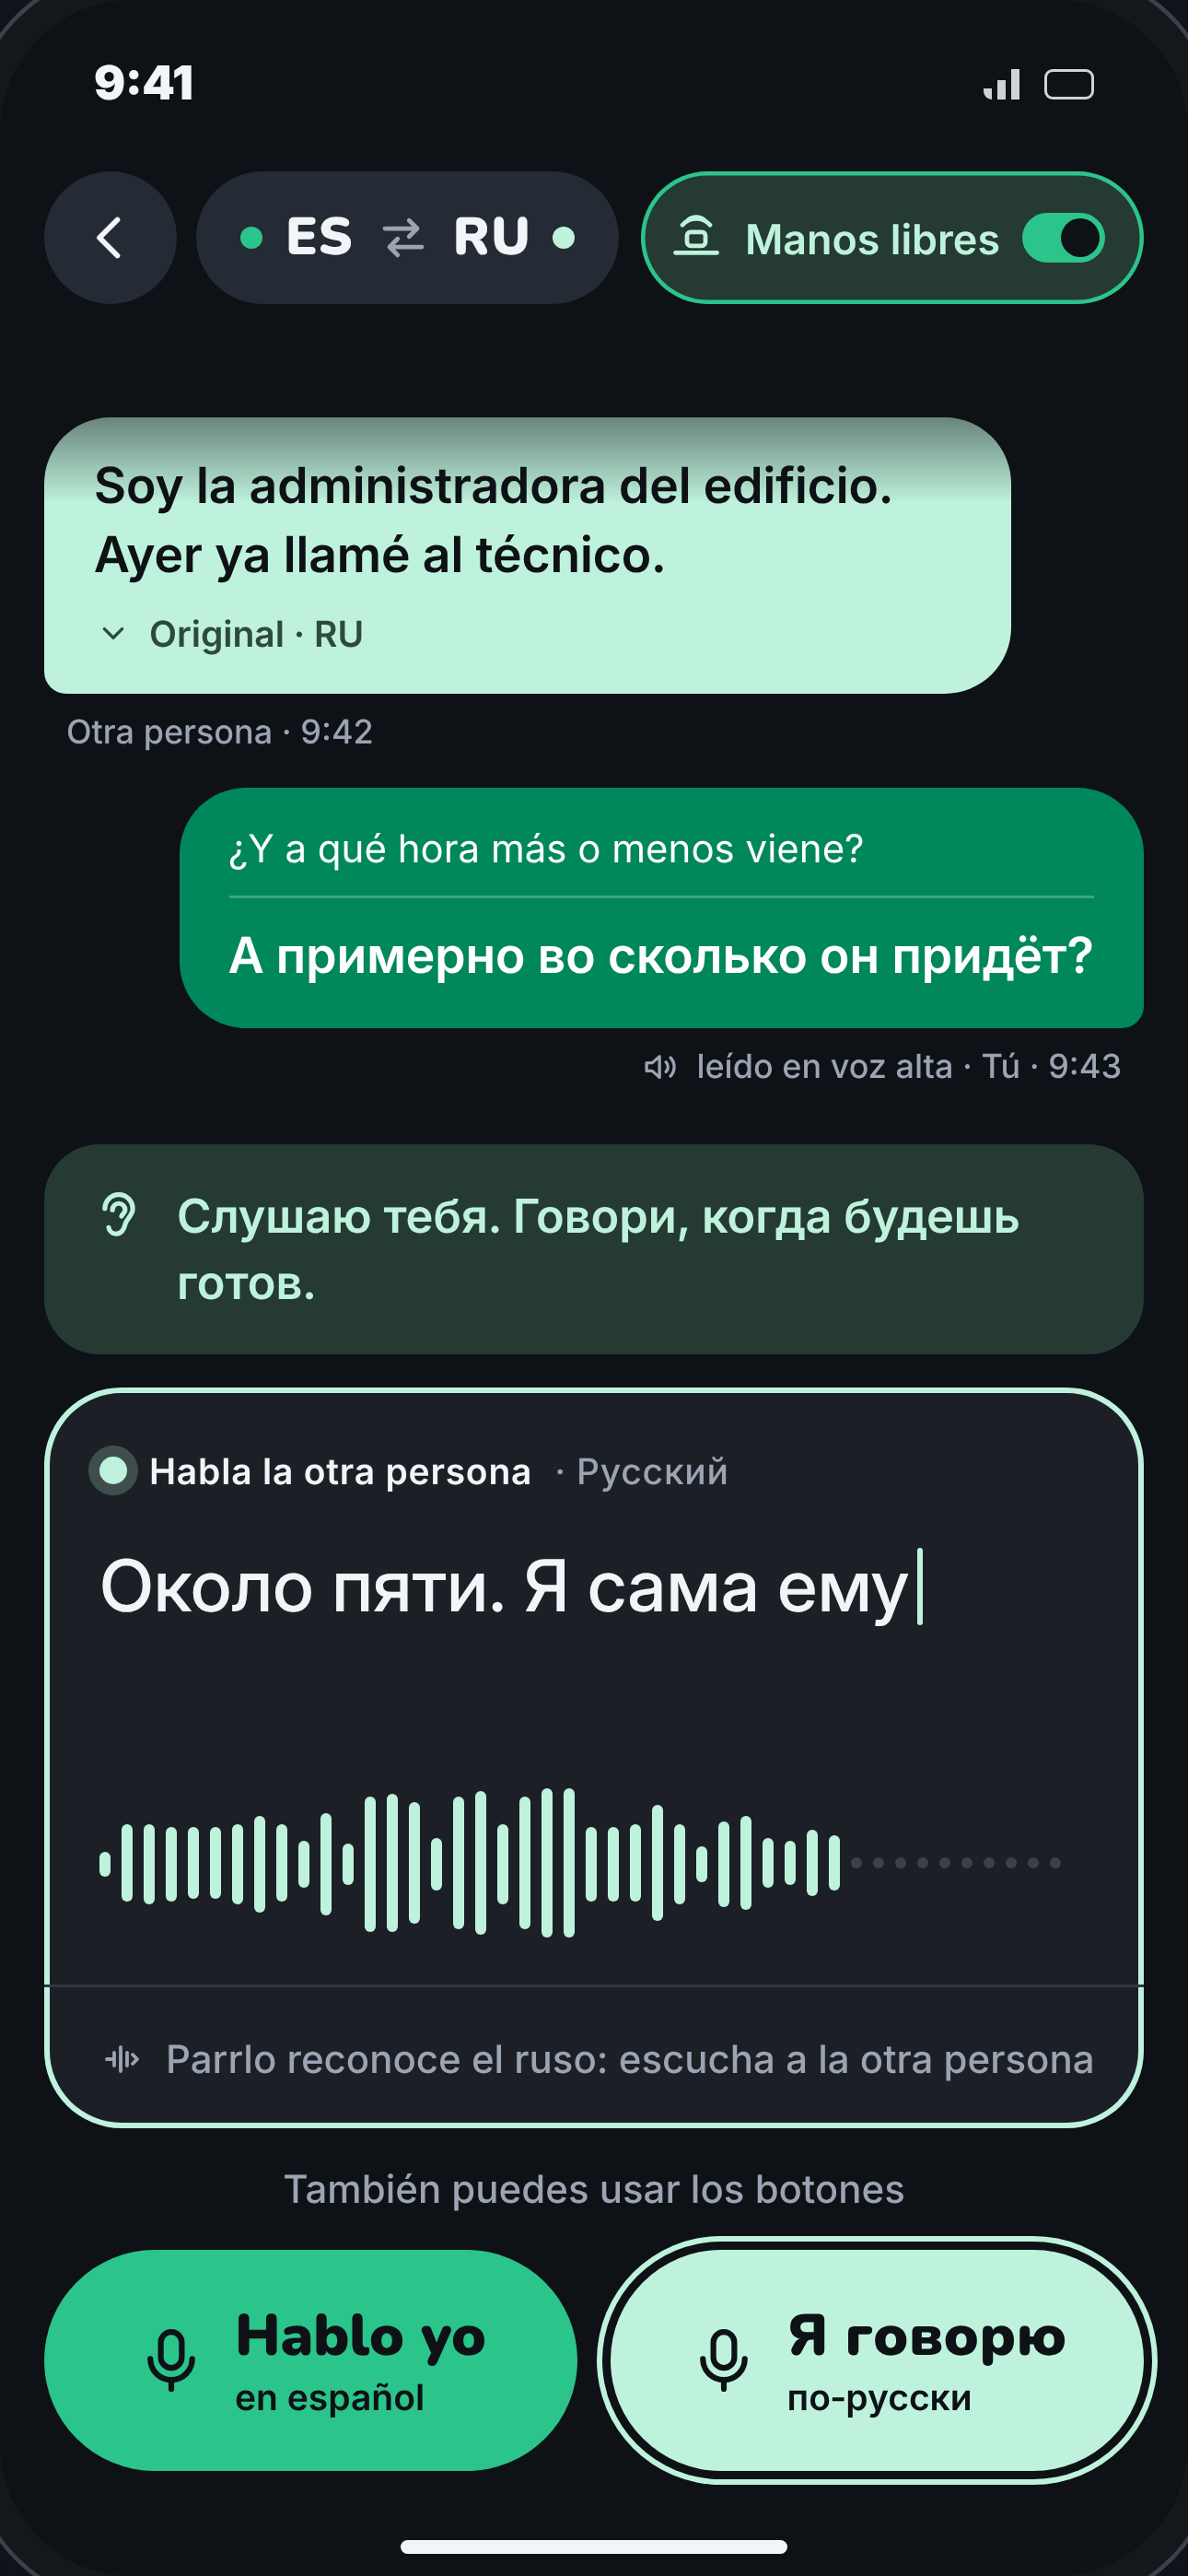 9:41
ES RU
Manos libres
Soy la administradora del edificio.
Ayer ya llamé al técnico.
Original · RU
Otra persona · 9:42
¿Y a qué hora más o menos viene?
А примерно во сколько он придёт?
leído en voz alta · Tú · 9:43
Слушаю тебя. Говори, когда будешь
готов.
Habla la otra persona · Русский
Около пяти. Я сама ему
Parrlo reconoce el ruso: escucha a la otra persona
También puedes usar los botones
Hablo yo
en español
Я говорю
по-русски